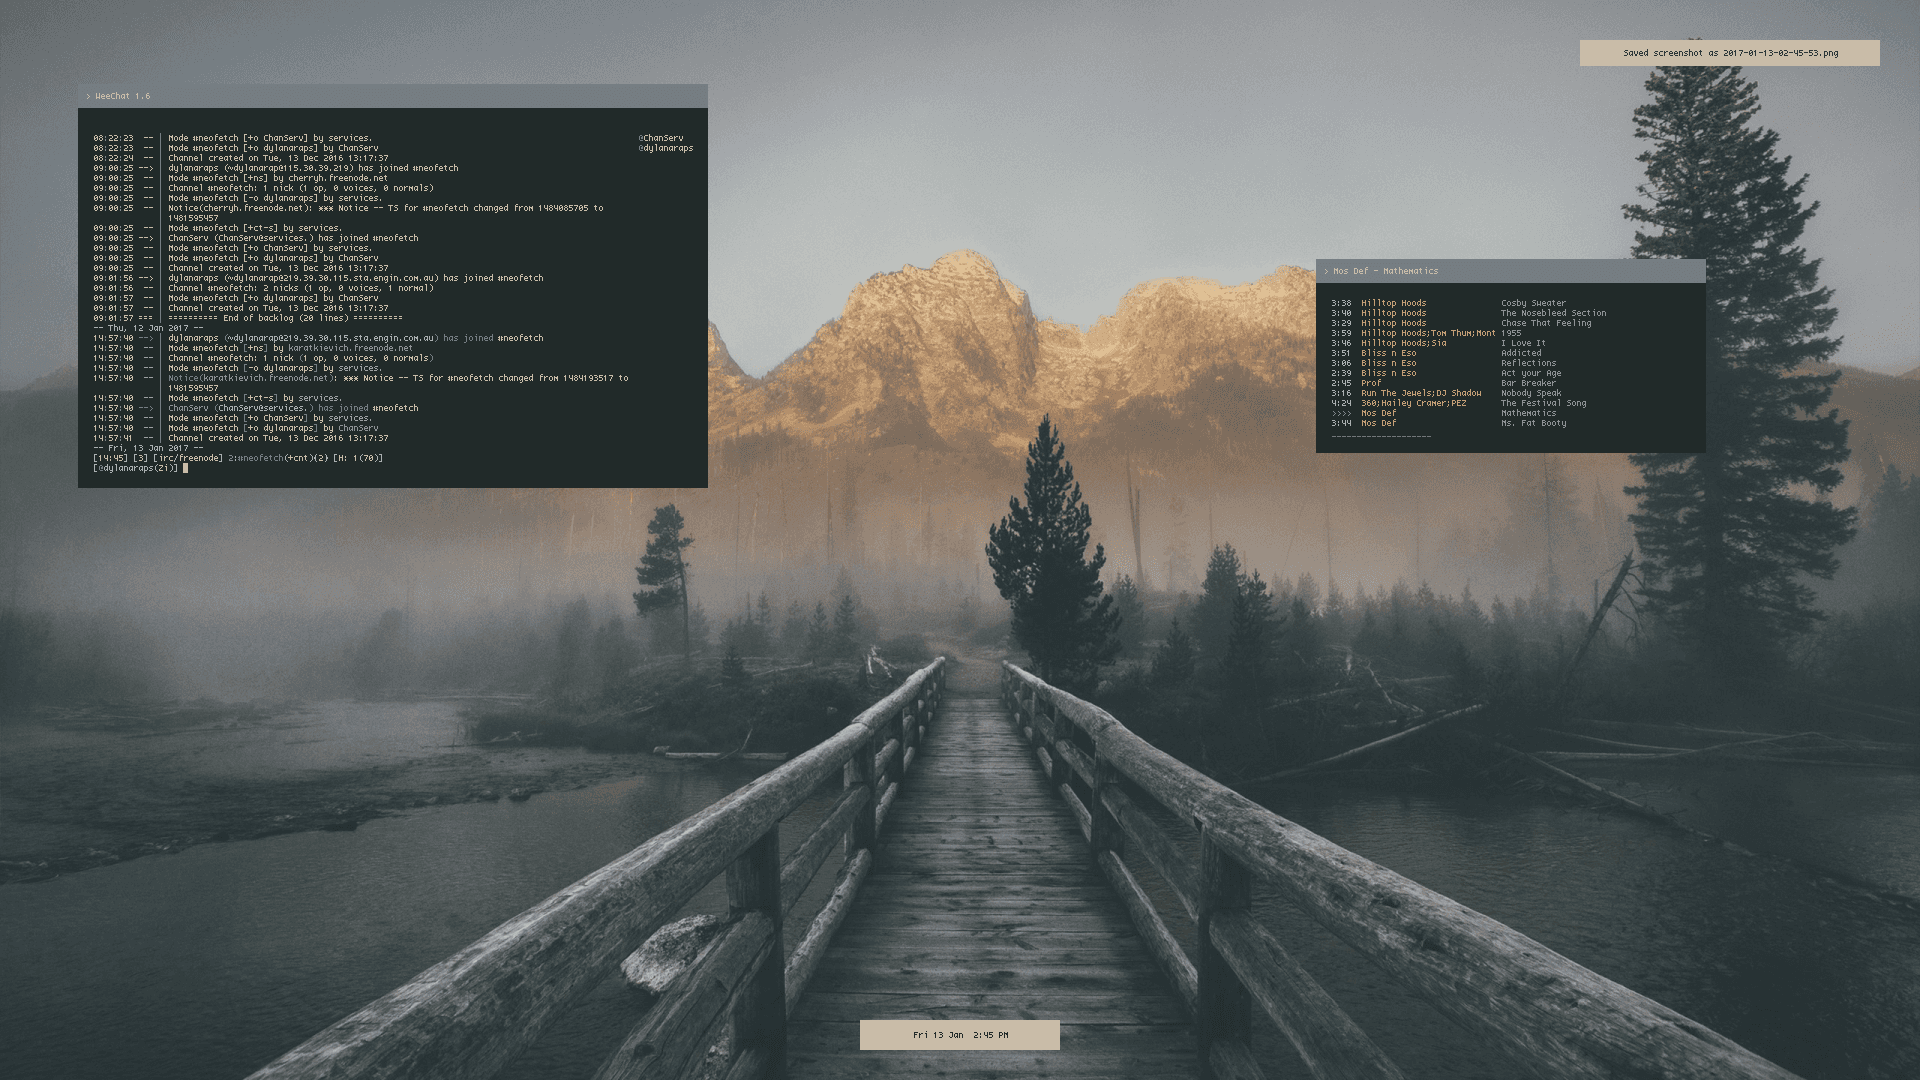 Saved screenshot as 2017-01-13-02-45-53.png
> WeeChat 1.6
08:22:23 -- | Mode #neofetch [+o ChanServ] by services. @ChanServ
08:22:23 -- | Mode #neofetch [+o dylanaraps] by ChanServ @dylanaraps
08:22:24 -- | Channel created on Tue, 13 Dec 2016 13:17:37
09:00:25 --> | dylanaraps (~dylanarap@115.30.39.219) has joined #neofetch
09:00:25 -- | Mode #neofetch [+ns] by cherryh.freenode.net
09:00:25 -- | Channel #neofetch: 1 nick (1 op, 0 voices, 0 normals)
09:00:25 -- | Mode #neofetch [-o dylanaraps] by services.
09:00:25 -- | Notice(cherryh.freenode.net): *** Notice -- TS for #neofetch changed from 1484085705 to
| 1481595457
09:00:25 -- | Mode #neofetch [+ct-s] by services.
09:00:25 --> | ChanServ (ChanServ@services.) has joined #neofetch
09:00:25 -- | Mode #neofetch [+o ChanServ] by services.
09:00:25 -- | Mode #neofetch [+o dylanaraps] by ChanServ
09:00:25 -- | Channel created on Tue, 13 Dec 2016 13:17:37
09:01:56 --> | dylanaraps (~dylanarap@219.39.30.115.sta.engin.com.au) has joined #neofetch
09:01:56 -- | Channel #neofetch: 2 nicks (1 op, 0 voices, 1 normal)
09:01:57 -- | Mode #neofetch [+o dylanaraps] by ChanServ
09:01:57 -- | Channel created on Tue, 13 Dec 2016 13:17:37
09:01:57 === | ========== End of backlog (20 lines) ==========
-- Thu, 12 Jan 2017 --
14:57:40 --> | dylanaraps (~dylanarap@219.39.30.115.sta.engin.com.au) has joined #neofetch
14:57:40 -- | Mode #neofetch [+ns] by karatkievich.freenode.net
14:57:40 -- | Channel #neofetch: 1 nick (1 op, 0 voices, 0 normals)
14:57:40 -- | Mode #neofetch [-o dylanaraps] by services.
14:57:40 -- | Notice(karatkievich.freenode.net): *** Notice -- TS for #neofetch changed from 1484193517 to
| 1481595457
14:57:40 -- | Mode #neofetch [+ct-s] by services.
14:57:40 --> | ChanServ (ChanServ@services.) has joined #neofetch
14:57:40 -- | Mode #neofetch [+o ChanServ] by services.
14:57:40 -- | Mode #neofetch [+o dylanaraps] by ChanServ
14:57:41 -- | Channel created on Tue, 13 Dec 2016 13:17:37
-- Fri, 13 Jan 2017 --
[14:45] [3] [irc/freenode] 2:#neofetch(+cnt){2} [H: 1(70)]
[@dylanaraps(Zi)]
> Mos Def - Mathematics
3:38 Hilltop Hoods Cosby Sweater
3:40 Hilltop Hoods The Nosebleed Section
3:29 Hilltop Hoods Chase That Feeling
3:59 Hilltop Hoods;Tom Thum;Mont 1955
3:46 Hilltop Hoods;Sia I Love It
3:51 Bliss n Eso Addicted
3:06 Bliss n Eso Reflections
2:39 Bliss n Eso Act your Age
2:45 Prof Bar Breaker
3:16 Run The Jewels;DJ Shadow Nobody Speak
4:24 360;Hailey Cramer;PEZ The Festival Song
>>>> Mos Def Mathematics
3:44 Mos Def Ms. Fat Booty
--------------------
Fri 13 Jan 2:45 PM